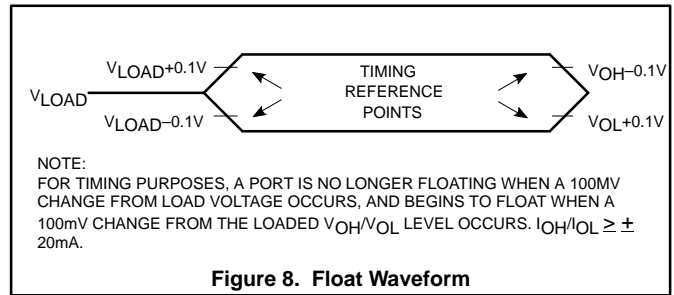 VLOAD+0.1V
TIMING
VOH–0.1V
VLOAD
REFERENCE
VLOAD–0.1V
POINTS
VOL+0.1V
NOTE:
FOR TIMING PURPOSES, A PORT IS NO LONGER FLOATING WHEN A 100MV
CHANGE FROM LOAD VOLTAGE OCCURS, AND BEGINS TO FLOAT WHEN A
100mV CHANGE FROM THE LOADED VOH/VOL LEVEL OCCURS. IOH/IOL ≥ ±
20mA.
Figure 8. Float Waveform